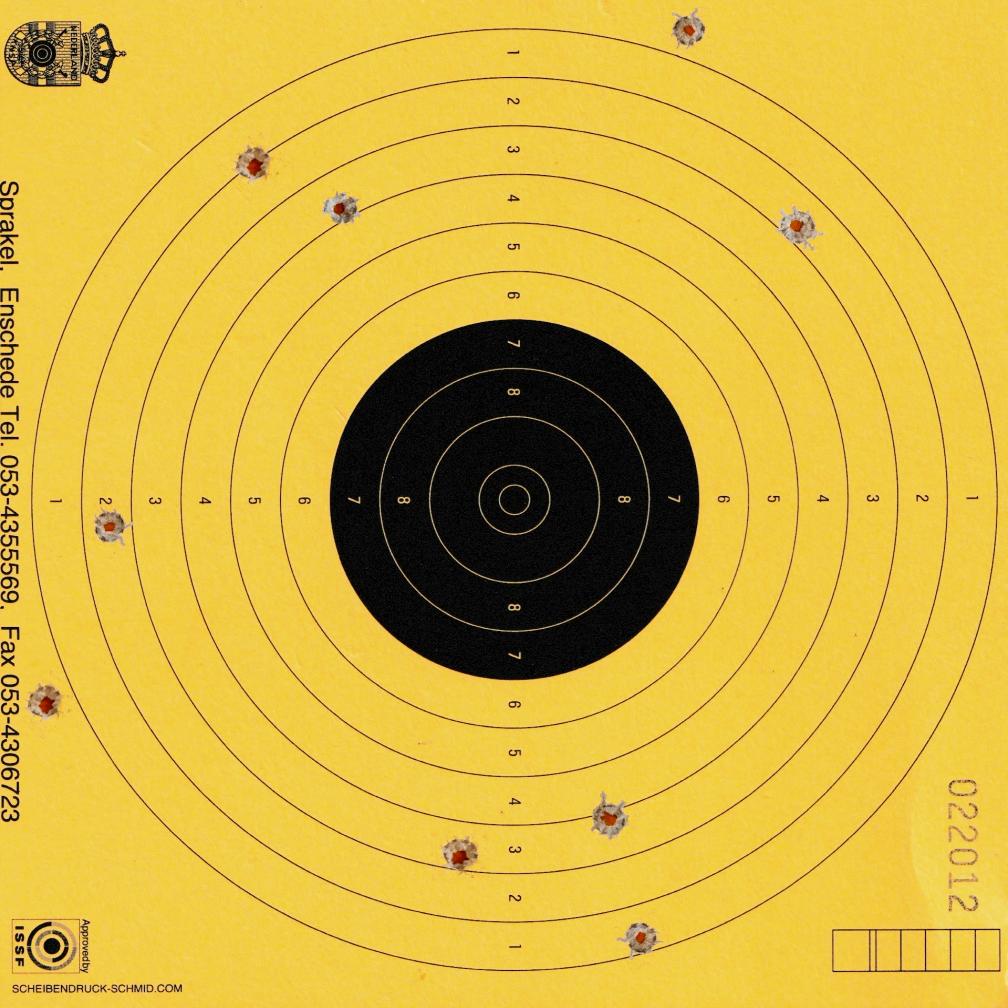 NEDERLAND
Sprakel, Enschede Tel. 053-4355569, Fax 053-4306723
1
2
3
4
5
6
7
8
8
7
6
5
4
3
2
1
1 2 3 4 5 6 7 8 8 7 6 5 4 3 2 1
022012
Approved by
ISSF
SCHEIBENDRUCK-SCHMID.COM